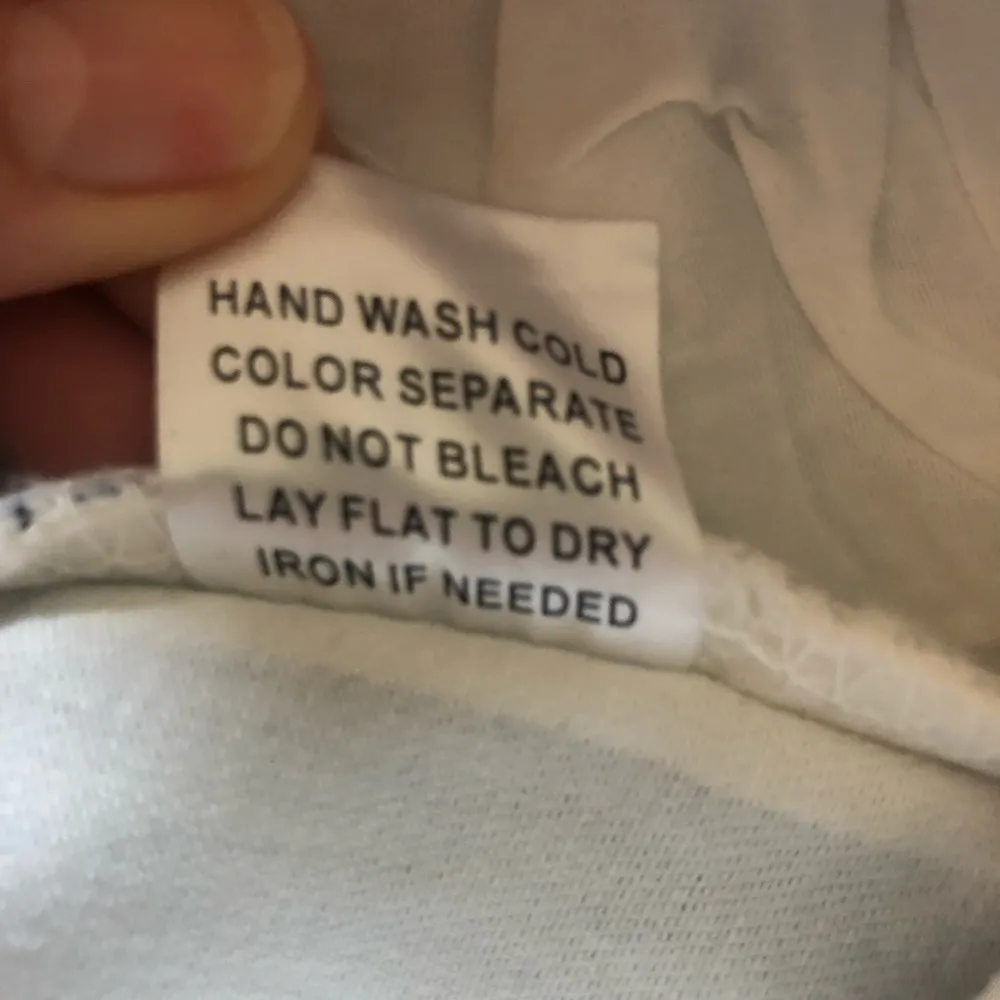 HAND WASH COLD
COLOR SEPARATE
DO NOT BLEACH
LAY FLAT TO DRY
IRON IF NEEDED